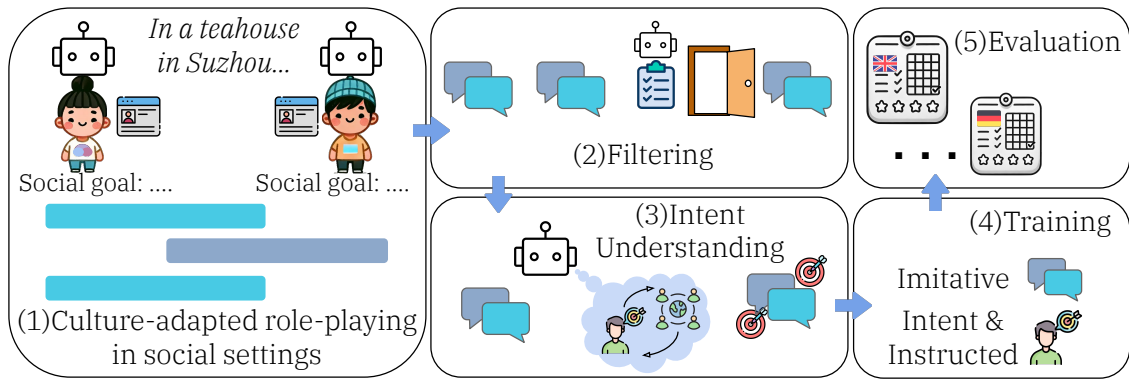 In a teahouse
in Suzhou...
Social goal: ....
Social goal: ....
(1)Culture-adapted role-playing
in social settings
(2)Filtering
(3)Intent
Understanding
(4)Training
Imitative
Intent &
Instructed
(5)Evaluation
...